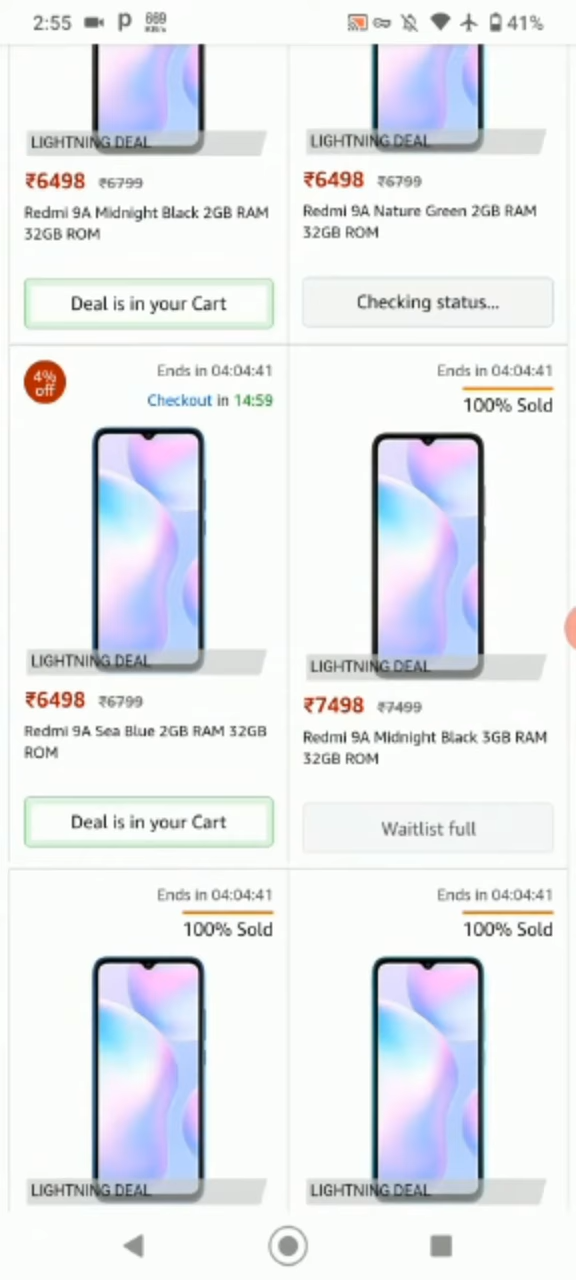 2:55 P 669 KB/s 41%
LIGHTNING DEAL
₹6498 ₹6799
Redmi 9A Midnight Black 2GB RAM
32GB ROM
Deal is in your Cart
LIGHTNING DEAL
₹6498 ₹6799
Redmi 9A Nature Green 2GB RAM
32GB ROM
Checking status...
4%
off
Ends in 04:04:41
Checkout in 14:59
LIGHTNING DEAL
₹6498 ₹6799
Redmi 9A Sea Blue 2GB RAM 32GB
ROM
Deal is in your Cart
Ends in 04:04:41
100% Sold
LIGHTNING DEAL
₹7498 ₹7499
Redmi 9A Midnight Black 3GB RAM
32GB ROM
Waitlist full
Ends in 04:04:41
100% Sold
LIGHTNING DEAL
Ends in 04:04:41
100% Sold
LIGHTNING DEAL